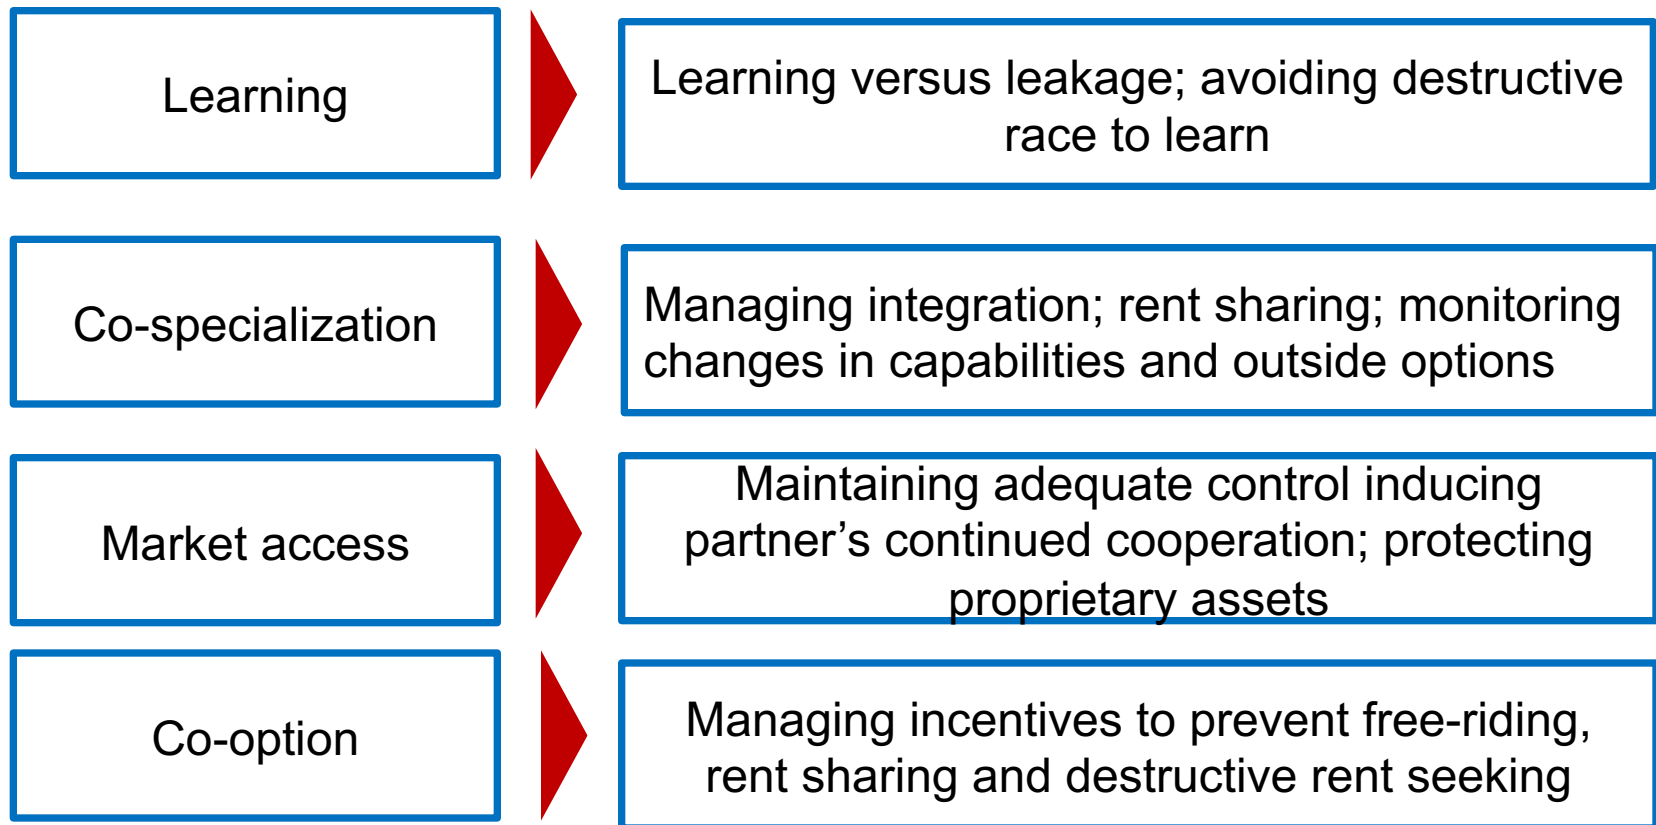 Learning
Learning versus leakage; avoiding destructive
race to learn
Co-specialization
Managing integration; rent sharing; monitoring
changes in capabilities and outside options
Market access
Maintaining adequate control inducing
partner’s continued cooperation; protecting
proprietary assets
Co-option
Managing incentives to prevent free-riding,
rent sharing and destructive rent seeking